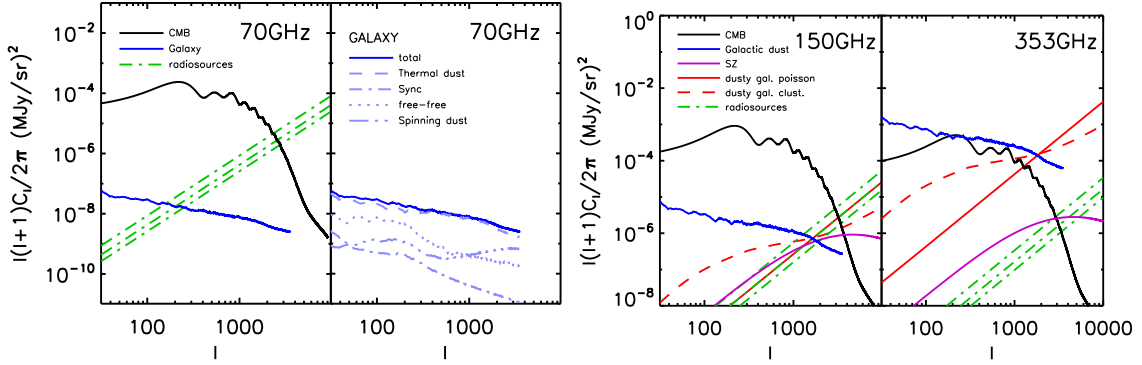 l(l+1)C_l/2π (MJy/sr)²
10⁻²
10⁻⁴
10⁻⁶
10⁻⁸
10⁻¹⁰
CMB
Galaxy
radiosources
70GHz
100
1000
l
GALAXY
70GHz
total
Thermal dust
Sync
free-free
Spinning dust
100
1000
l
l(l+1)C_l/2π (MJy/sr)²
10⁰
10⁻²
10⁻⁴
10⁻⁶
10⁻⁸
CMB
150GHz
Galactic dust
SZ
dusty gal. poisson
dusty gal. clust.
radiosources
100
1000
l
353GHz
100
1000
10000
l